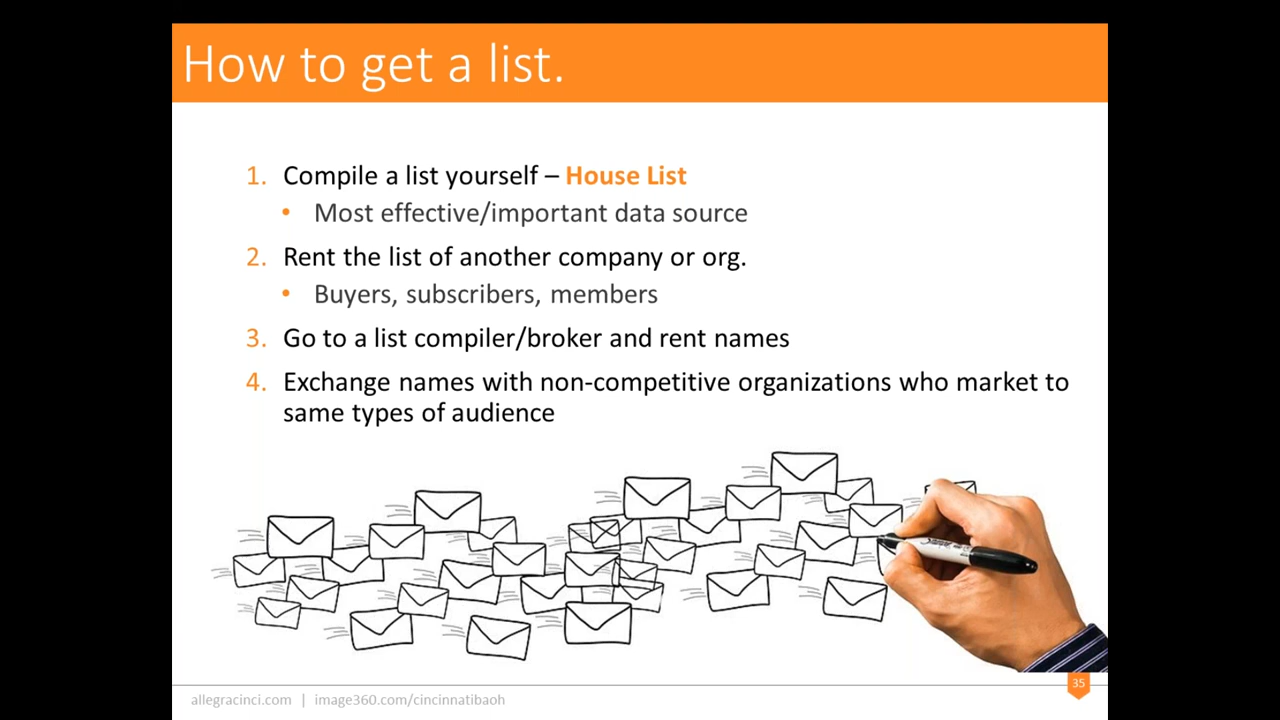 How to get a list.
1. Compile a list yourself – House List
• Most effective/important data source
2. Rent the list of another company or org.
• Buyers, subscribers, members
3. Go to a list compiler/broker and rent names
4. Exchange names with non-competitive organizations who market to
same types of audience
35
allegracinci.com | image360.com/cincinnatibaoh